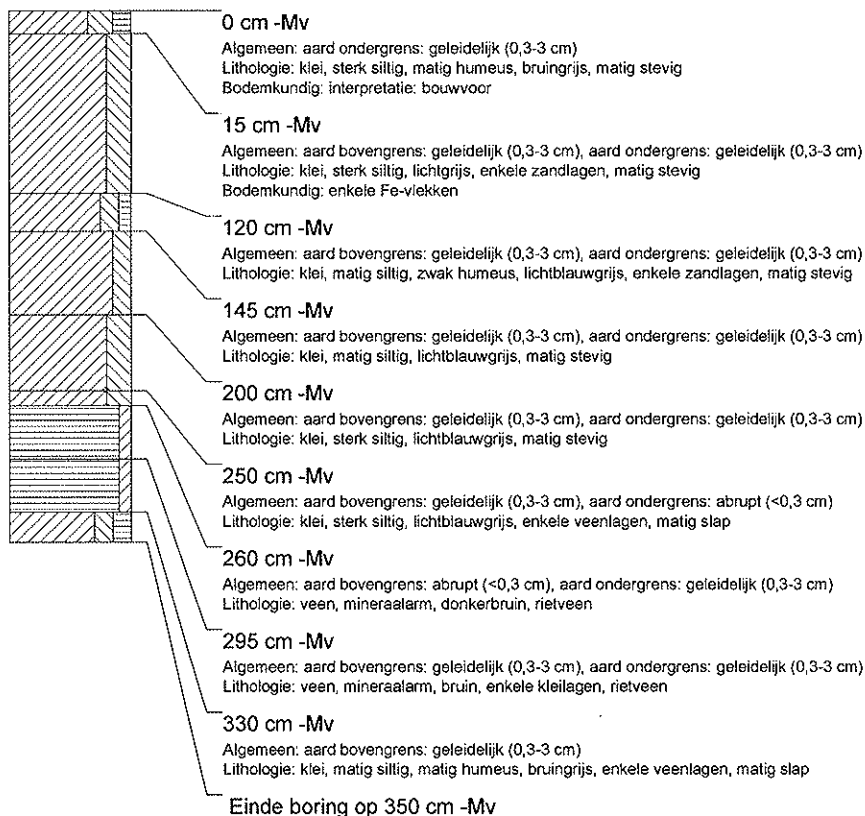 0 cm -Mv
Algemeen: aard ondergrens: geleidelijk (0,3-3 cm)
Lithologie: klei, sterk siltig, matig humeus, bruingrijs, matig stevig
Bodemkundig: interpretatie: bouwvoor
15 cm -Mv
Algemeen: aard bovengrens: geleidelijk (0,3-3 cm), aard ondergrens: geleidelijk (0,3-3 cm)
Lithologie: klei, sterk siltig, lichtgrijs, enkele zandlagen, matig stevig
Bodemkundig: enkele Fe-vlekken
120 cm -Mv
Algemeen: aard bovengrens: geleidelijk (0,3-3 cm), aard ondergrens: geleidelijk (0,3-3 cm)
Lithologie: klei, matig siltig, zwak humeus, lichtblauwgrijs, enkele zandlagen, matig stevig
145 cm -Mv
Algemeen: aard bovengrens: geleidelijk (0,3-3 cm), aard ondergrens: geleidelijk (0,3-3 cm)
Lithologie: klei, matig siltig, lichtblauwgrijs, matig stevig
200 cm -Mv
Algemeen: aard bovengrens: geleidelijk (0,3-3 cm), aard ondergrens: geleidelijk (0,3-3 cm)
Lithologie: klei, sterk siltig, lichtblauwgrijs, matig stevig
250 cm -Mv
Algemeen: aard bovengrens: geleidelijk (0,3-3 cm), aard ondergrens: abrupt (<0,3 cm)
Lithologie: klei, sterk siltig, lichtblauwgrijs, enkele veenlagen, matig slap
260 cm -Mv
Algemeen: aard bovengrens: abrupt (<0,3 cm), aard ondergrens: geleidelijk (0,3-3 cm)
Lithologie: veen, mineraalarm, donkerbruin, rietveen
295 cm -Mv
Algemeen: aard bovengrens: geleidelijk (0,3-3 cm), aard ondergrens: geleidelijk (0,3-3 cm)
Lithologie: veen, mineraalarm, bruin, enkele kleilagen, rietveen
330 cm -Mv
Algemeen: aard bovengrens: geleidelijk (0,3-3 cm)
Lithologie: klei, matig siltig, matig humeus, bruingrijs, enkele veenlagen, matig slap
Einde boring op 350 cm -Mv